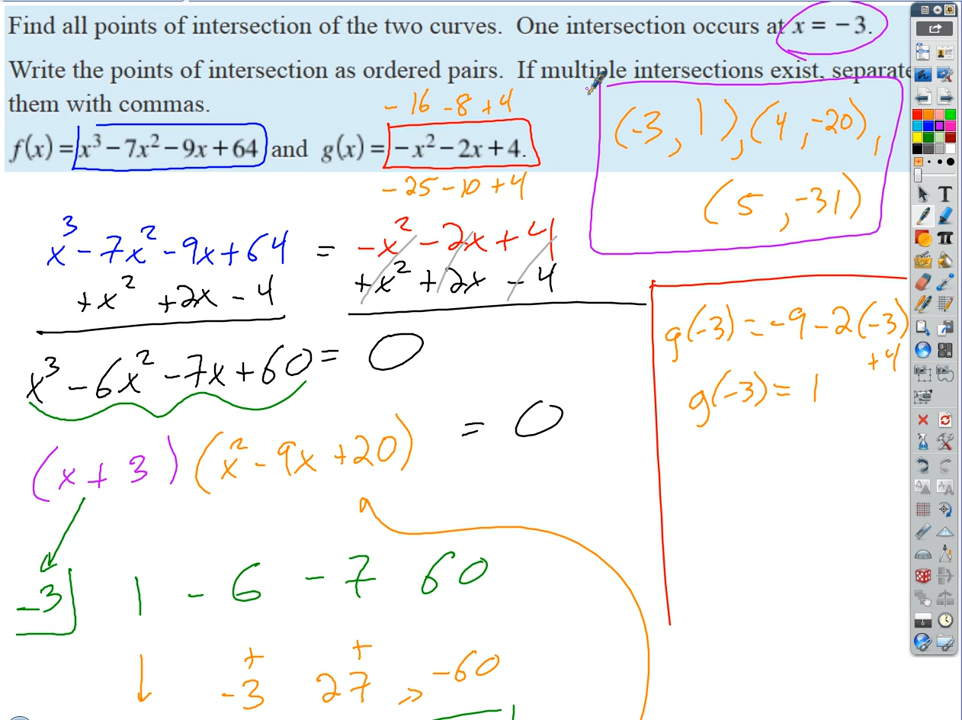 Find all points of intersection of the two curves. One intersection occurs at x = −3.
Write the points of intersection as ordered pairs. If multiple intersections exist, separate
them with commas.
-16 -8 +4
f(x) = x³ − 7x² − 9x + 64 and g(x) = −x² − 2x + 4.
-25 -10 +4
(-3, 1), (4, -20),
(5, -31)
x³ - 7x² - 9x + 64 = -x² - 2x + 4
+x² +2x - 4 +x² + 2x - 4
x³ - 6x² - 7x + 60 = 0
g(-3) = -9 - 2(-3)
+4
g(-3) = 1
(x + 3)(x² - 9x + 20) = 0
-3 1 -6 -7 60
+ +
-3 27 -60